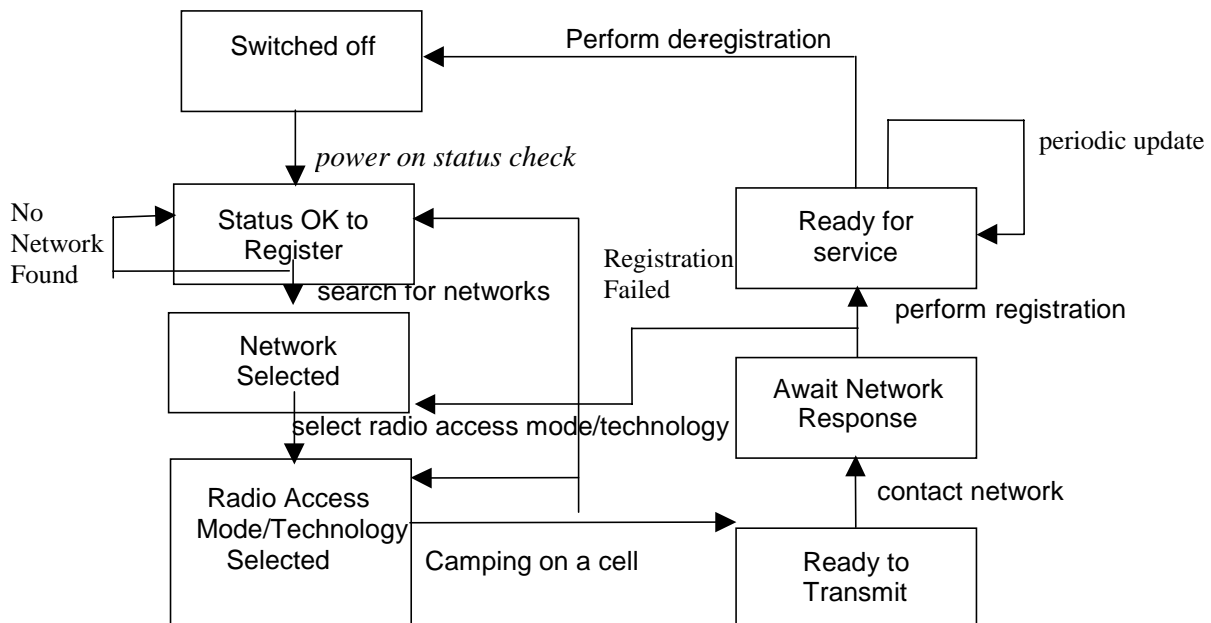 Switched off
Perform de-registration
power on status check
periodic update
No
Network
Found
Status OK to
Register
Ready for
service
Registration
Failed
search for networks
perform registration
Network
Selected
Await Network
Response
select radio access mode/technology
contact network
Radio Access
Mode/Technology
Selected
Camping on a cell
Ready to
Transmit